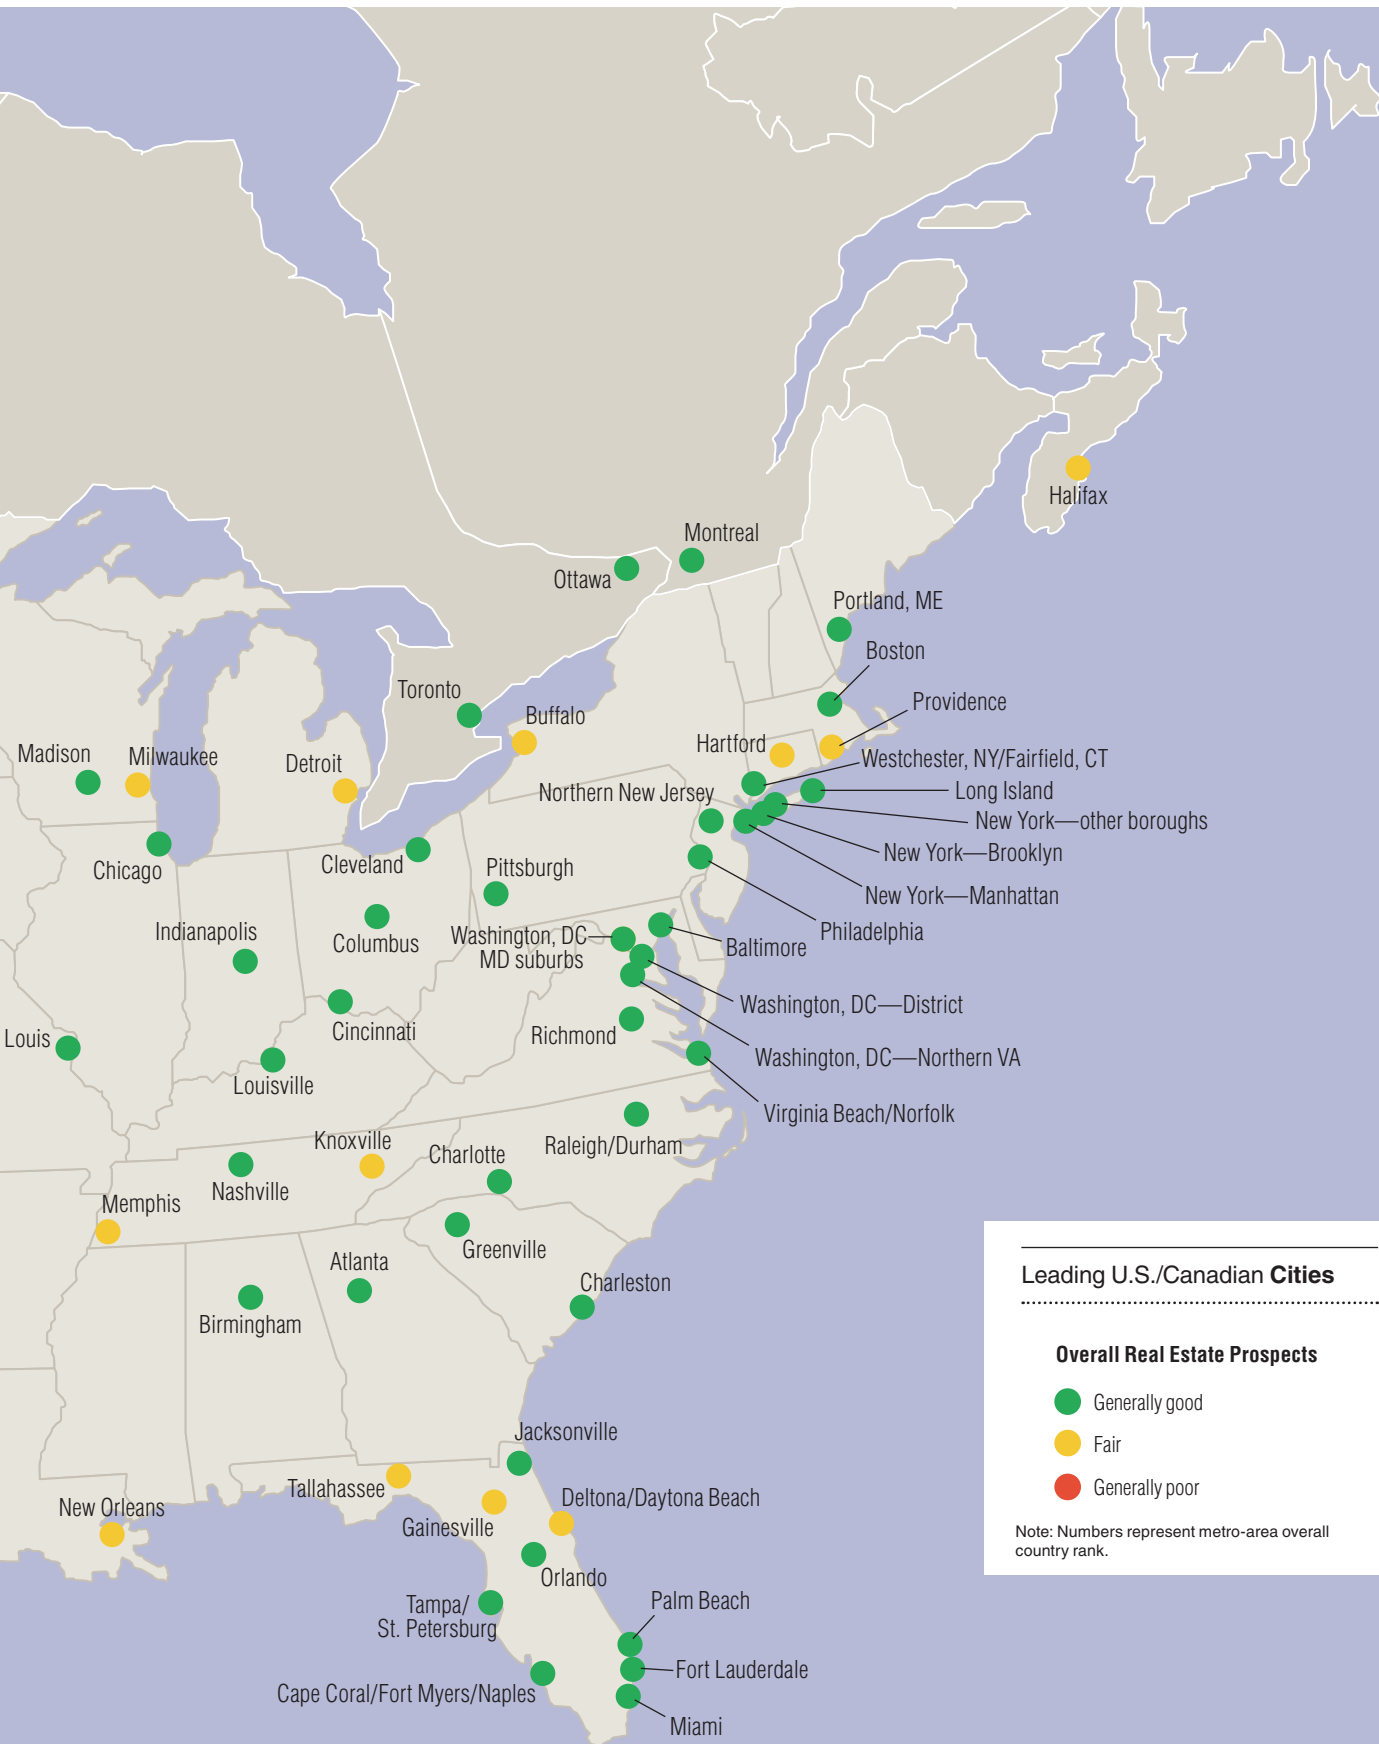 Halifax
Montreal
Ottawa
Portland, ME
Boston
Toronto
Providence
Buffalo
Hartford
Madison
Milwaukee
Detroit
Westchester, NY/Fairfield, CT
Northern New Jersey
Long Island
New York—other boroughs
Cleveland
New York—Brooklyn
Chicago
Pittsburgh
New York—Manhattan
Indianapolis
Columbus
Washington, DC
MD suburbs
Philadelphia
Baltimore
Washington, DC—District
Louis
Cincinnati
Richmond
Washington, DC—Northern VA
Louisville
Virginia Beach/Norfolk
Knoxville
Charlotte
Raleigh/Durham
Nashville
Memphis
Greenville
Atlanta
Charleston
Birmingham
Leading U.S./Canadian Cities
Overall Real Estate Prospects
Generally good
Fair
Generally poor
Note: Numbers represent metro-area overall
country rank.
Jacksonville
Tallahassee
Deltona/Daytona Beach
New Orleans
Gainesville
Orlando
Tampa/
St. Petersburg
Palm Beach
Fort Lauderdale
Cape Coral/Fort Myers/Naples
Miami